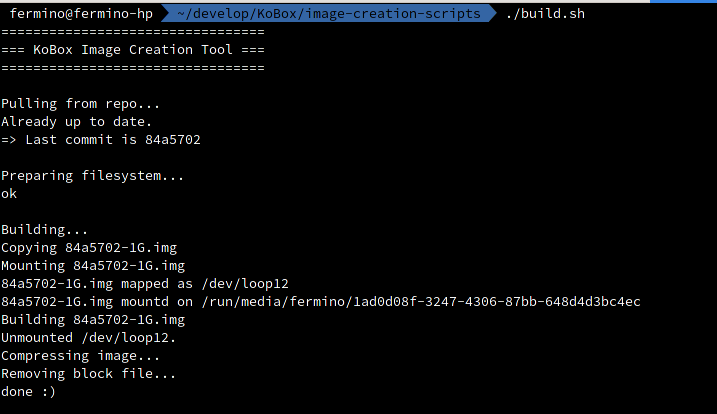 fermino@fermino-hp ~/develop/KoBox/image-creation-scripts ./build.sh
=================================
=== KoBox Image Creation Tool ===
=================================
Pulling from repo...
Already up to date.
=> Last commit is 84a5702
Preparing filesystem...
ok
Building...
Copying 84a5702-1G.img
Mounting 84a5702-1G.img
84a5702-1G.img mapped as /dev/loop12
84a5702-1G.img mountd on /run/media/fermino/1ad0d08f-3247-4306-87bb-648d4d3bc4ec
Building 84a5702-1G.img
Unmounted /dev/loop12.
Compressing image...
Removing block file...
done :)